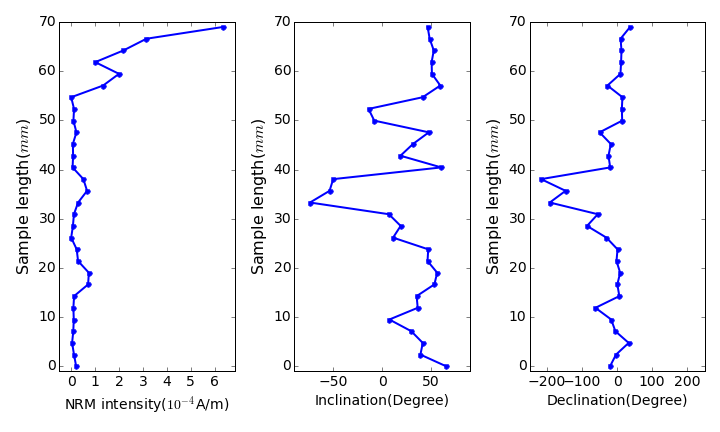 70
60
50
40
30
20
10
0
Sample length(mm)
0 1 2 3 4 5 6
NRM intensity(10⁻⁴A/m)
70
60
50
40
30
20
10
0
Sample length(mm)
−50 0 50
Inclination(Degree)
70
60
50
40
30
20
10
0
Sample length(mm)
−200 −100 0 100 200
Declination(Degree)